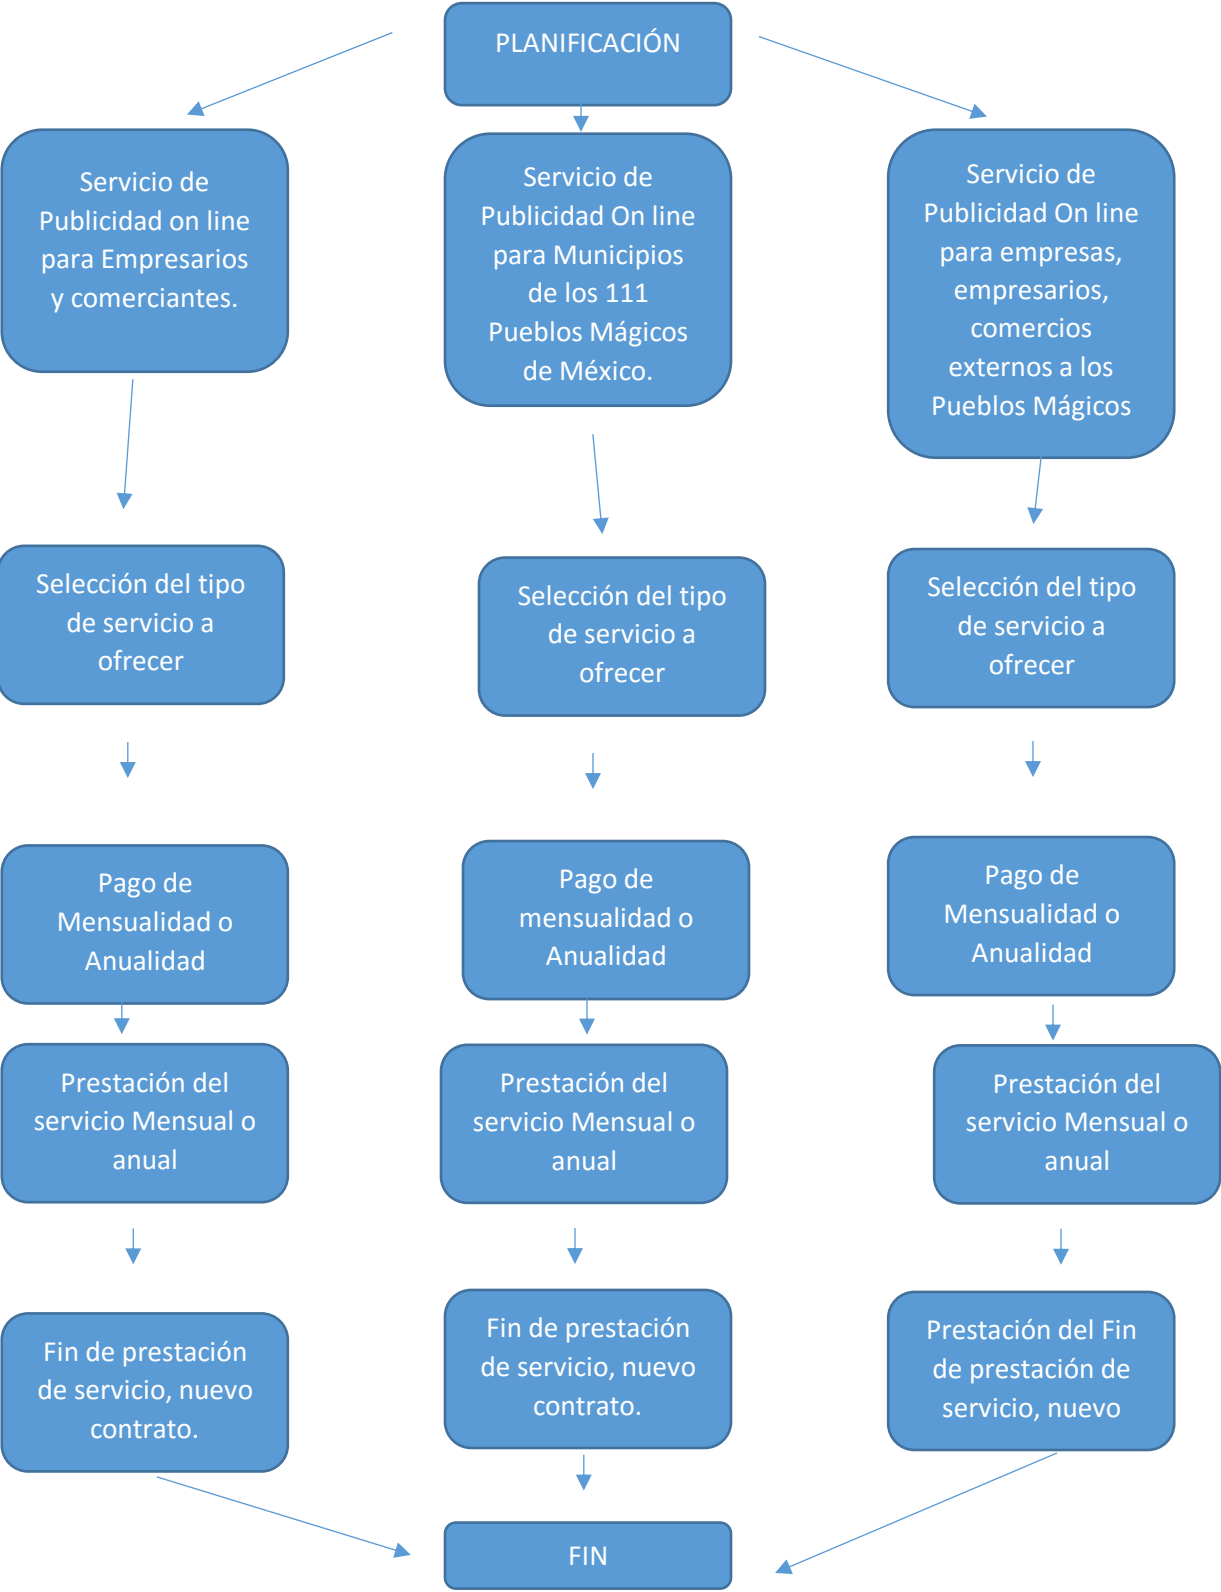 PLANIFICACIÓN
Servicio de
Publicidad on line
para Empresarios
y comerciantes.
Servicio de
Publicidad On line
para Municipios
de los 111
Pueblos Mágicos
de México.
Servicio de
Publicidad On line
para empresas,
empresarios,
comercios
externos a los
Pueblos Mágicos
Selección del tipo
de servicio a
ofrecer
Selección del tipo
de servicio a
ofrecer
Selección del tipo
de servicio a
ofrecer
Pago de
Mensualidad o
Anualidad
Pago de
mensualidad o
Anualidad
Pago de
Mensualidad o
Anualidad
Prestación del
servicio Mensual o
anual
Prestación del
servicio Mensual o
anual
Prestación del
servicio Mensual o
anual
Fin de prestación
de servicio, nuevo
contrato.
Fin de prestación
de servicio, nuevo
contrato.
Prestación del Fin
de prestación de
servicio, nuevo
FIN